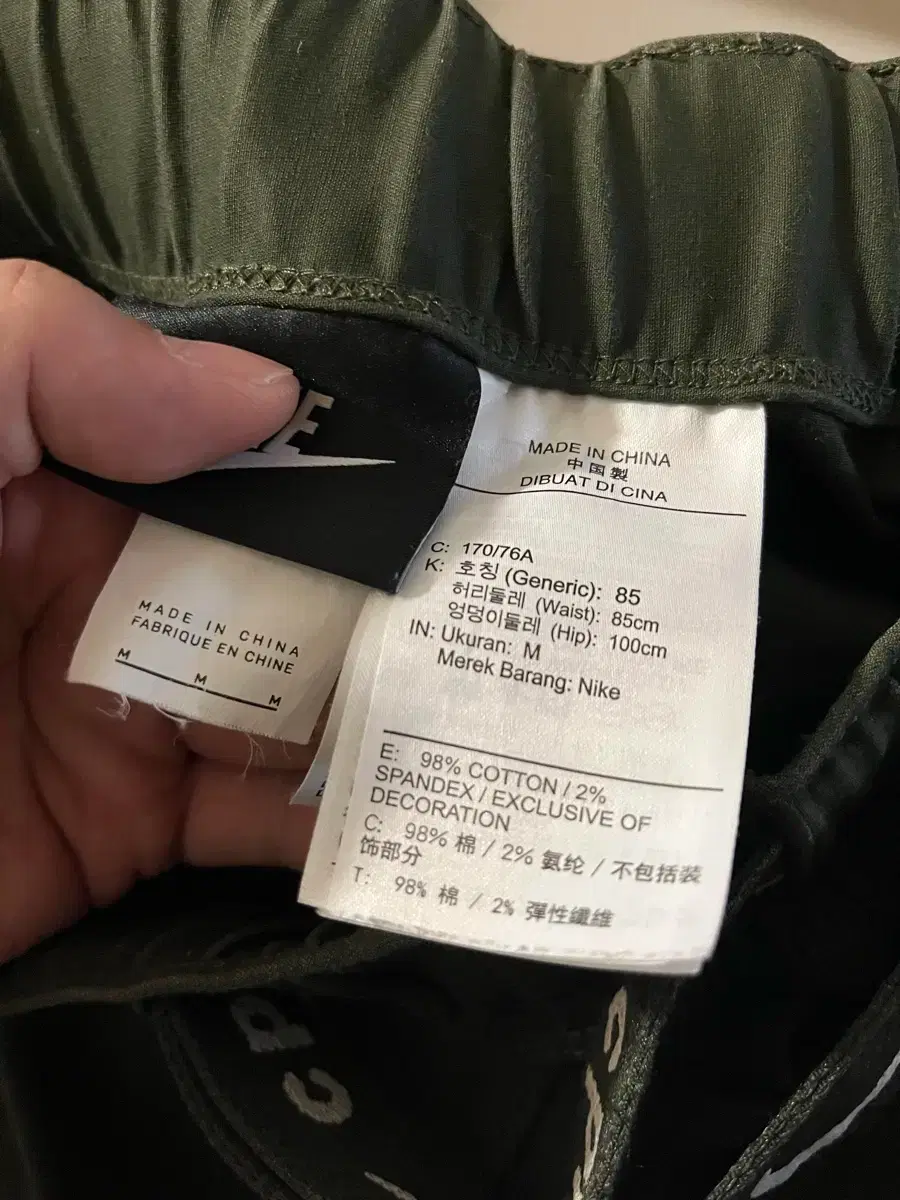 MADE IN CHINA
中国製
DIBUAT DI CINA
C: 170/76A
K: 호칭 (Generic): 85
허리둘레 (Waist): 85cm
엉덩이둘레 (Hip): 100cm
IN: Ukuran: M
Merek Barang: Nike
E: 98% COTTON / 2%
SPANDEX / EXCLUSIVE OF
DECORATION
C: 98% 棉 / 2% 氨纶 / 不包括装
饰部分
T: 98% 棉 / 2% 彈性纖維
MADE IN CHINA
FABRIQUE EN CHINE
M M M